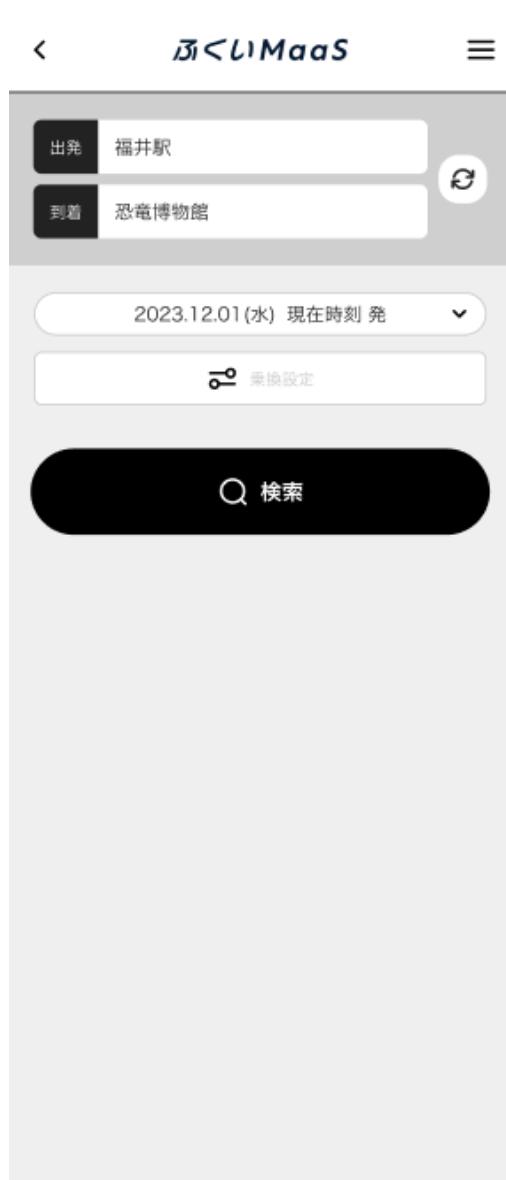 ふくいMaaS
出発 福井駅
到着 恐竜博物館
2023.12.01(水) 現在時刻 発
乗換設定
検索